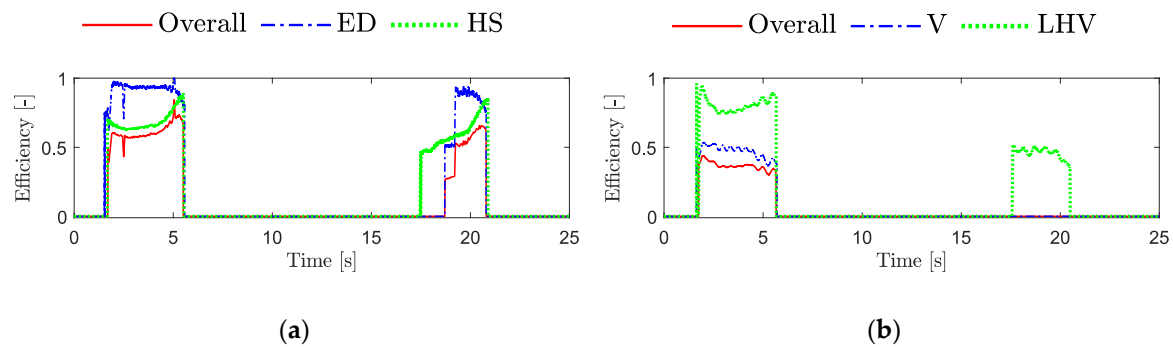 Overall ED HS
Efficiency [-]
1
0.5
0
0 5 10 15 20 25
Time [s]
(a)
Overall V LHV
Efficiency [-]
1
0.5
0
0 5 10 15 20 25
Time [s]
(b)